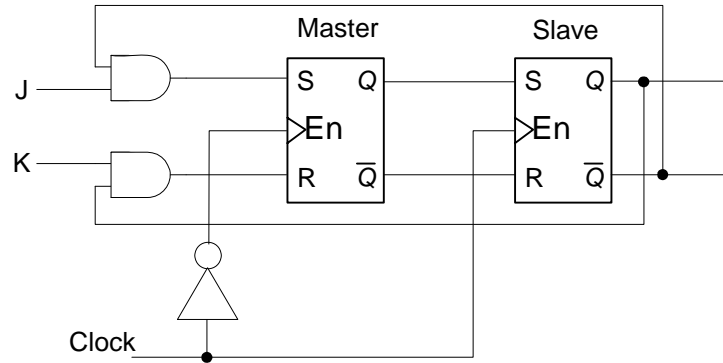 Master Slave
S Q S Q
J
En En
K
R Q̅ R Q̅
Clock